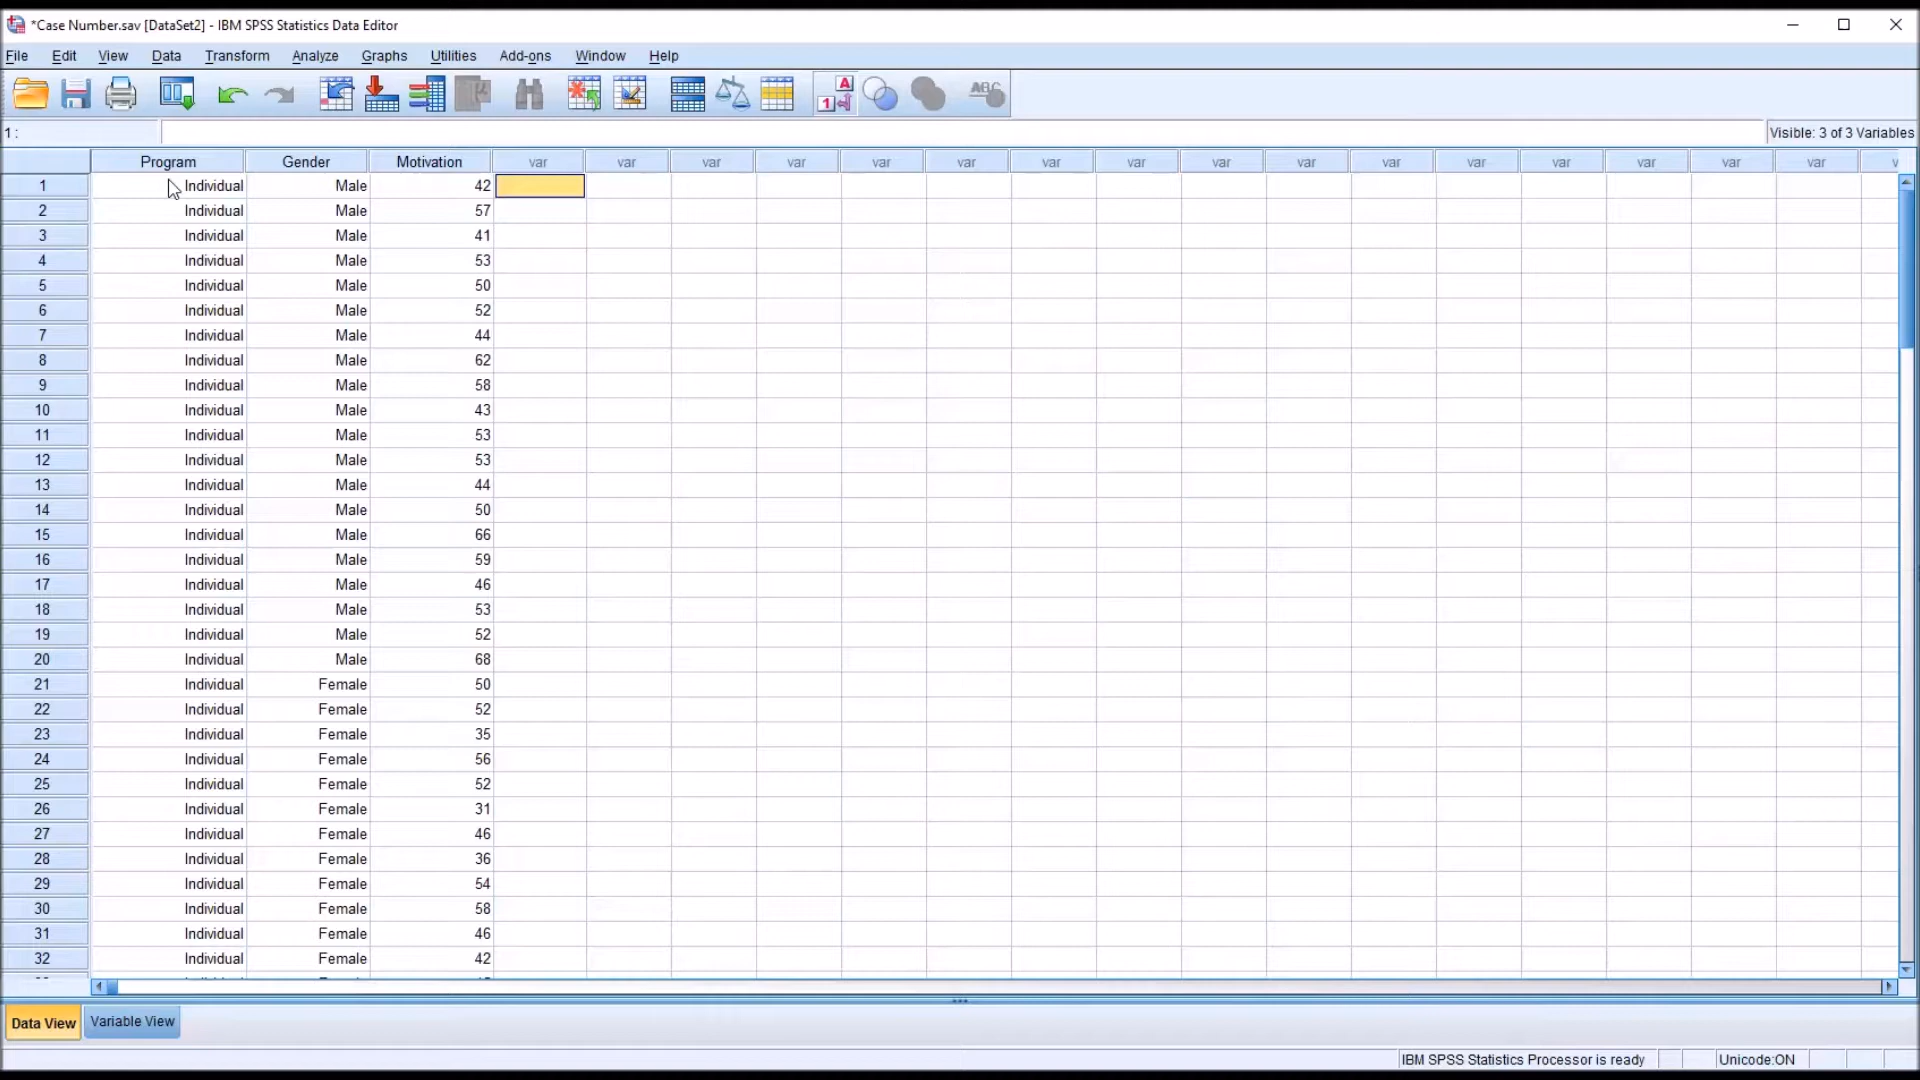 *Case Number.sav [DataSet2] - IBM SPSS Statistics Data Editor
File Edit View Data Transform Analyze Graphs Utilities Add-ons Window Help
A
1
ABC
1 :
Visible: 3 of 3 Variables
Program Gender Motivation var var var var var var var var var var var var var var var var
1 Individual Male 42
2 Individual Male 57
3 Individual Male 41
4 Individual Male 53
5 Individual Male 50
6 Individual Male 52
7 Individual Male 44
8 Individual Male 62
9 Individual Male 58
10 Individual Male 43
11 Individual Male 53
12 Individual Male 53
13 Individual Male 44
14 Individual Male 50
15 Individual Male 66
16 Individual Male 59
17 Individual Male 46
18 Individual Male 53
19 Individual Male 52
20 Individual Male 68
21 Individual Female 50
22 Individual Female 52
23 Individual Female 35
24 Individual Female 56
25 Individual Female 52
26 Individual Female 31
27 Individual Female 46
28 Individual Female 36
29 Individual Female 54
30 Individual Female 58
31 Individual Female 46
32 Individual Female 42
Data View Variable View
IBM SPSS Statistics Processor is ready Unicode:ON